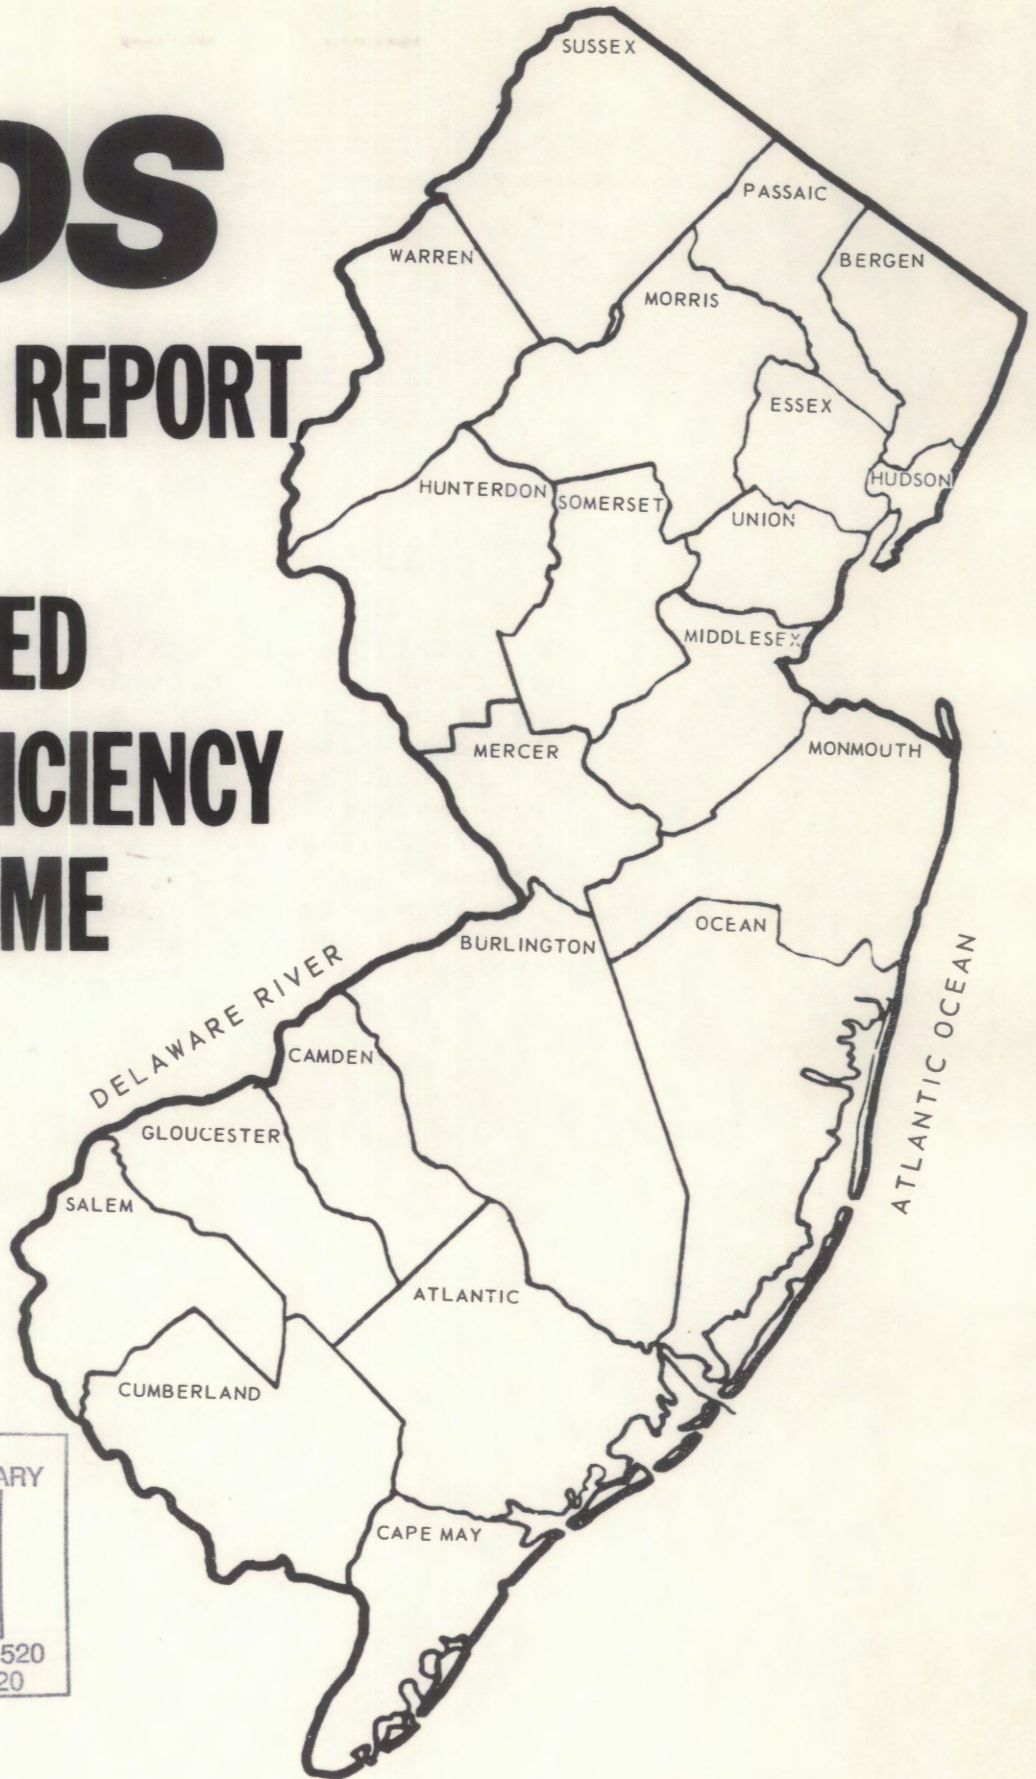 DS
REPORT
ED
ICIENCY
ME
SUSSEX
PASSAIC
WARREN
BERGEN
MORRIS
ESSEX
HUNTERDON
SOMERSET
HUDSON
UNION
MIDDLESEX
MERCER
MONMOUTH
OCEAN
BURLINGTON
DELAWARE RIVER
ATLANTIC OCEAN
CAMDEN
GLOUCESTER
SALEM
ATLANTIC
CUMBERLAND
CAPE MAY
ARY
520
20